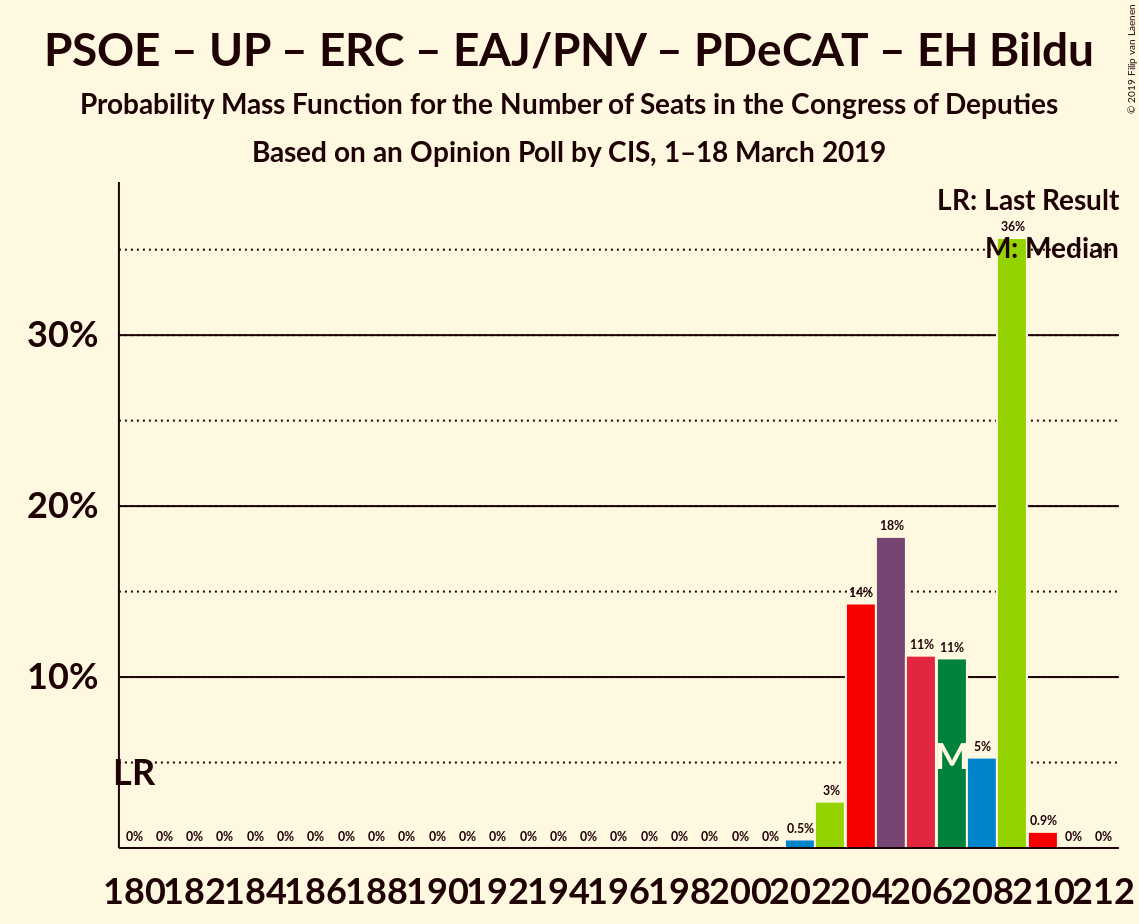 PSOE – UP – ERC – EAJ/PNV – PDeCAT – EH Bildu
Probability Mass Function for the Number of Seats in the Congress of Deputies
Based on an Opinion Poll by CIS, 1–18 March 2019
© 2019 Filip van Laenen
LR: Last Result
M: Median
36%
30%
20%
18%
14%
11% 11%
10%
M
5%
LR
3%
0% 0% 0% 0% 0% 0% 0% 0% 0% 0% 0% 0% 0% 0% 0% 0% 0% 0% 0% 0% 0% 0% 0.5% 0.9% 0% 0%
180 182 184 186 188 190 192 194 196 198 200 202 204 206 208 210 212